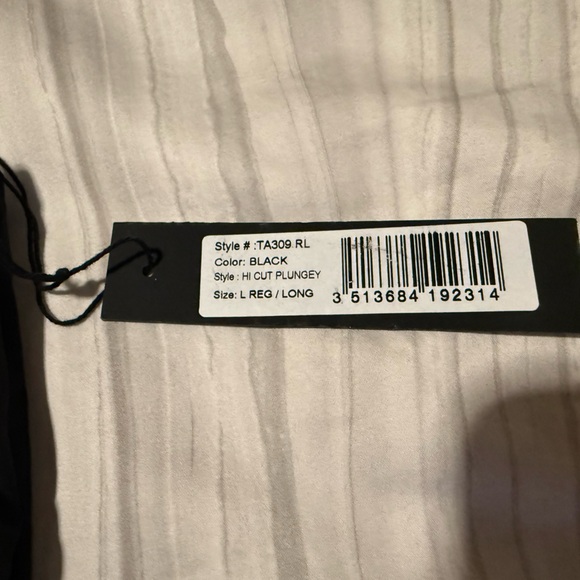 Style # :TA309 RL
Color: BLACK
Style : HI CUT PLUNGEY
Size: L REG / LONG
3 513684 192314